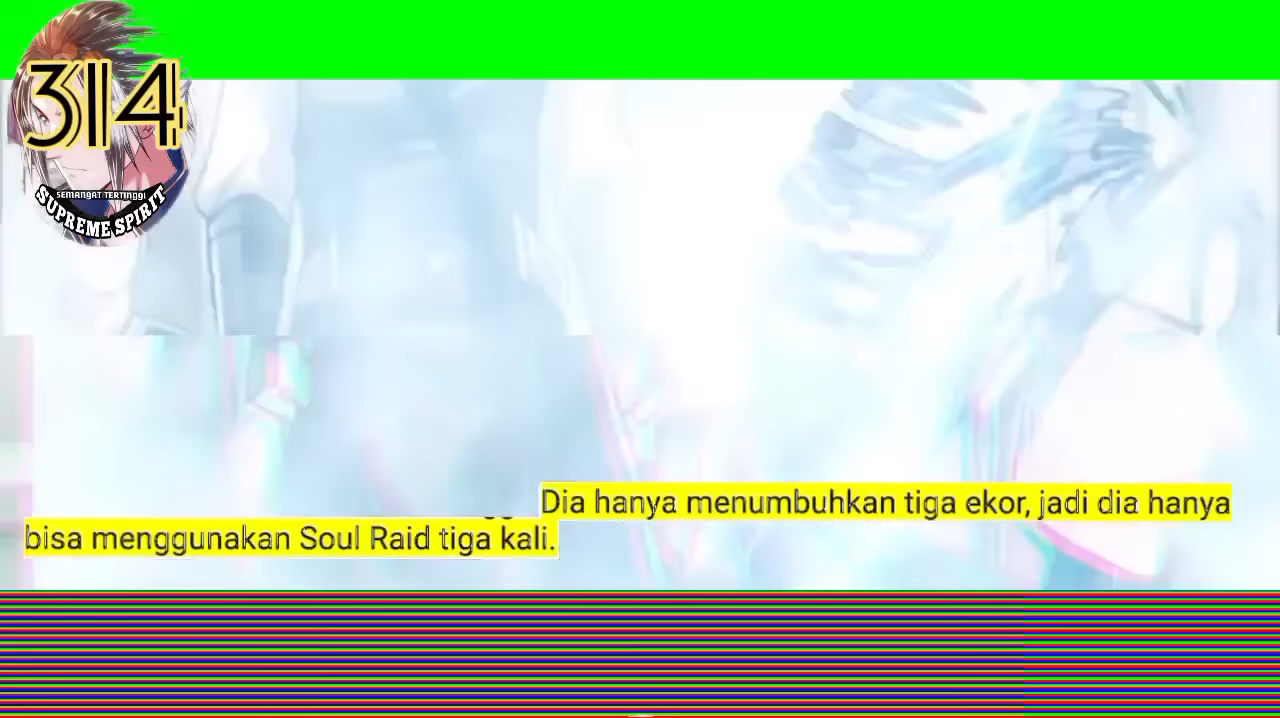 314
SEMANGAT TERTINGGI
SUPREME SPIRIT
Dia hanya menumbuhkan tiga ekor, jadi dia hanya
bisa menggunakan Soul Raid tiga kali.